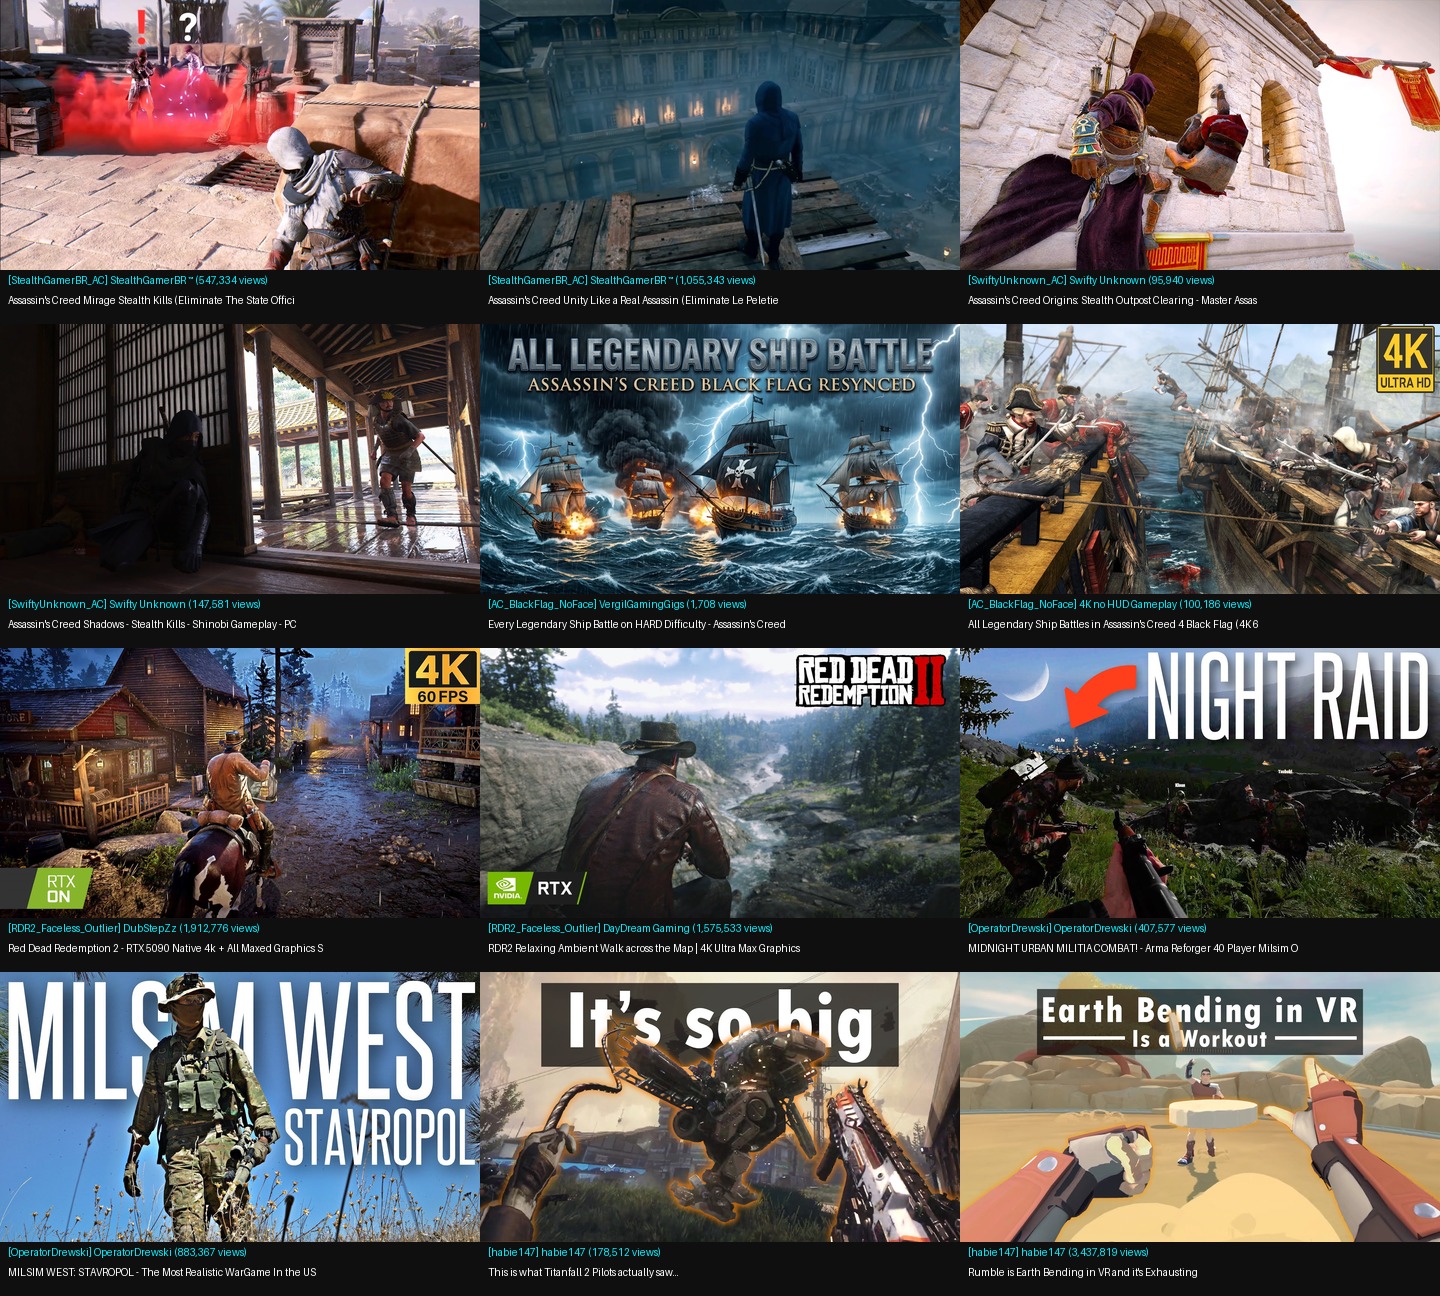 !
?
[StealthGamerBR_AC] StealthGamerBR™ (547,334 views)
Assassin's Creed Mirage Stealth Kills (Eliminate The State Offici
[StealthGamerBR_AC] StealthGamerBR™ (1,055,343 views)
Assassin's Creed Unity Like a Real Assassin (Eliminate Le Peletie
[SwiftyUnknown_AC] Swifty Unknown (95,940 views)
Assassin's Creed Origins: Stealth Outpost Clearing - Master Assas
[SwiftyUnknown_AC] Swifty Unknown (147,581 views)
Assassin's Creed Shadows - Stealth Kills - Shinobi Gameplay - PC
ALL LEGENDARY SHIP BATTLE
ASSASSIN'S CREED BLACK FLAG RESYNCED
[AC_BlackFlag_NoFace] VergilGamingGigs (1,708 views)
Every Legendary Ship Battle on HARD Difficulty - Assassin's Creed
4K
ULTRA HD
[AC_BlackFlag_NoFace] 4K no HUD Gameplay (100,186 views)
All Legendary Ship Battles in Assassin's Creed 4 Black Flag (4K 6
4K
60 FPS
RTX
ON
[RDR2_Faceless_Outlier] DubStepZz (1,912,776 views)
Red Dead Redemption 2 - RTX 5090 Native 4k + All Maxed Graphics S
RED DEAD
REDEMPTION II
NVIDIA.
RTX
[RDR2_Faceless_Outlier] DayDream Gaming (1,575,533 views)
RDR2 Relaxing Ambient Walk across the Map | 4K Ultra Max Graphics
NIGHT RAID
[OperatorDrewski] OperatorDrewski (407,577 views)
MIDNIGHT URBAN MILITIA COMBAT! - Arma Reforger 40 Player Milsim O
MILSIM WEST
STAVROPOL
[OperatorDrewski] OperatorDrewski (883,367 views)
MILSIM WEST: STAVROPOL - The Most Realistic WarGame In the US
It's so big
[habie147] habie147 (178,512 views)
This is what Titanfall 2 Pilots actually saw...
Earth Bending in VR
Is a Workout
[habie147] habie147 (3,437,819 views)
Rumble is Earth Bending in VR and it's Exhausting